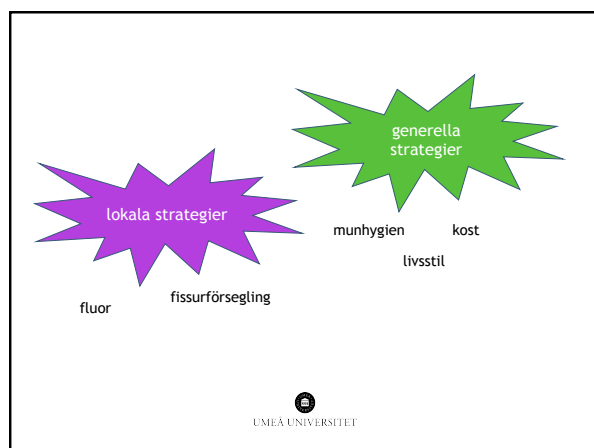 generella
strategier
lokala strategier
munhygien kost
livsstil
fissurförsegling
fluor
UMEÅ UNIVERSITET